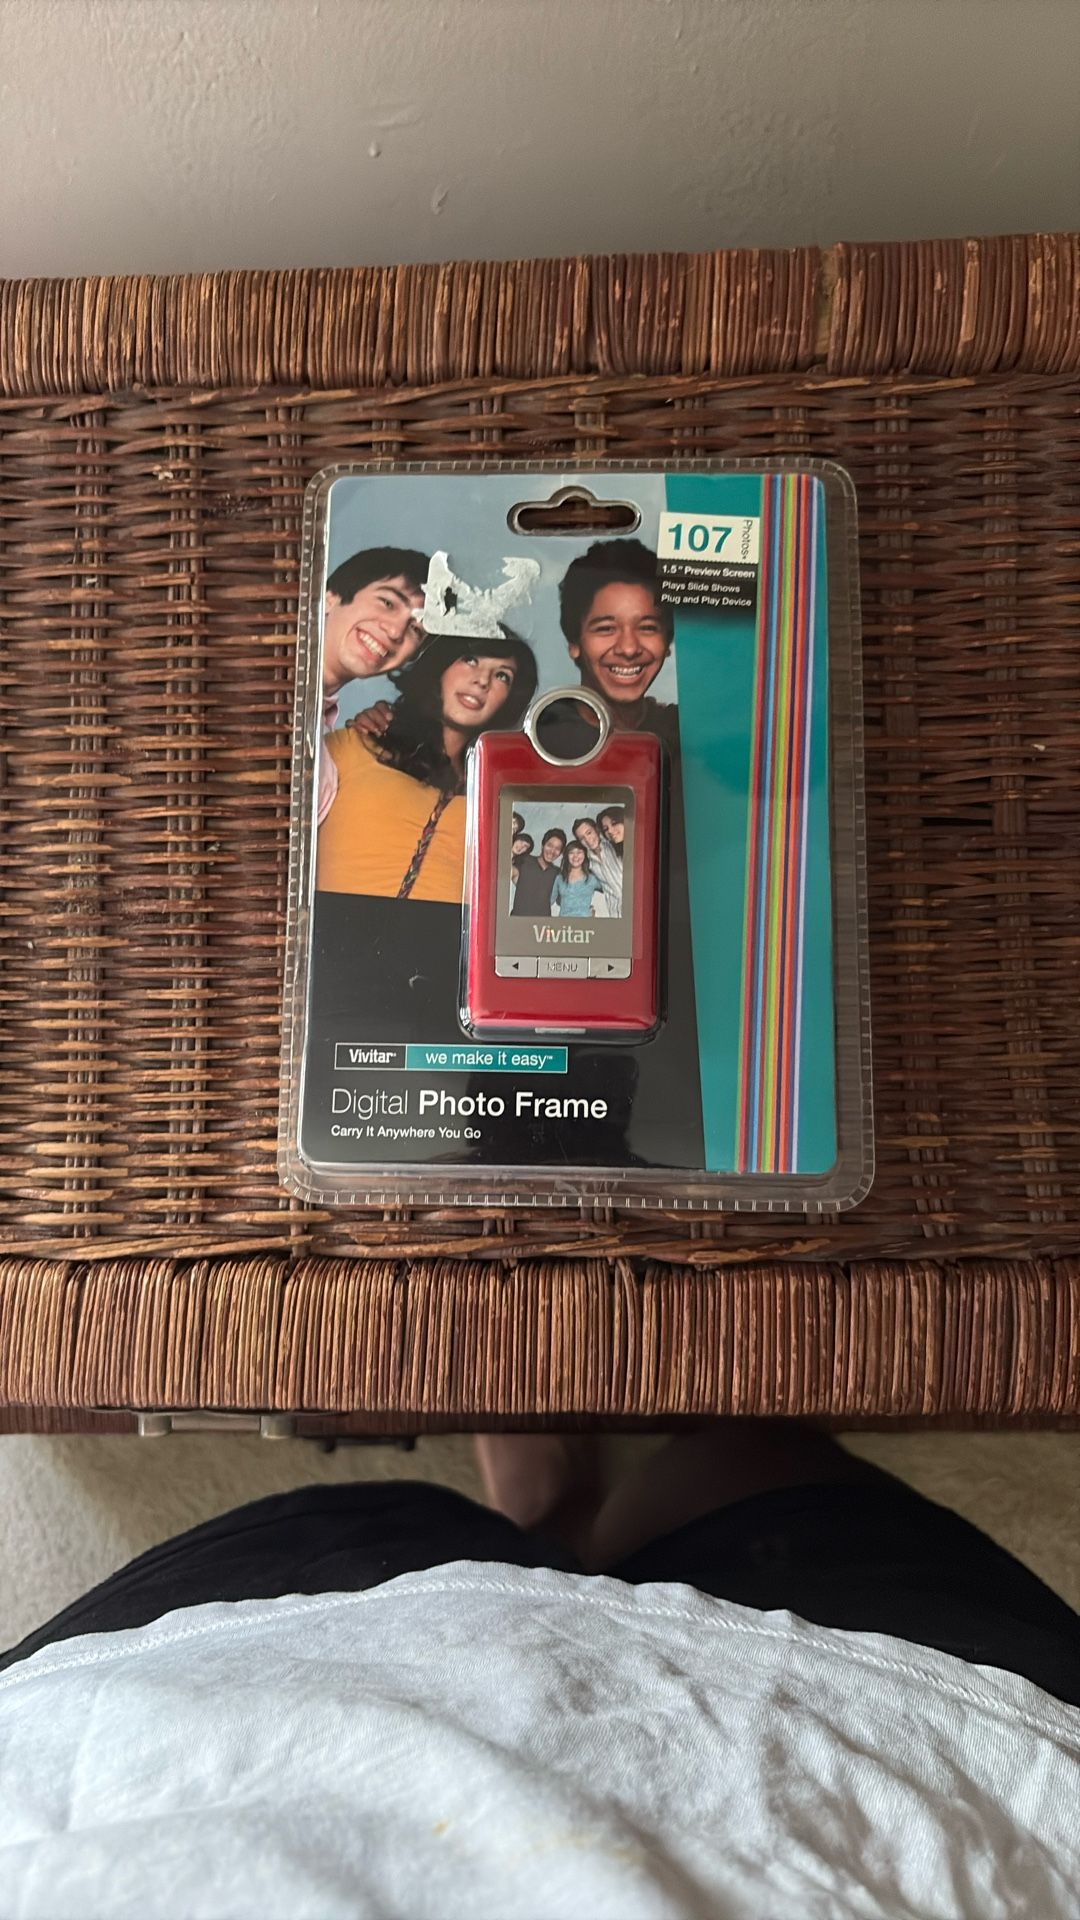 107
Photos*
1.5" Preview Screen
Plays Slide Shows
Plug and Play Device
Vivitar
MENU
Vivitar® we make it easy™
Digital Photo Frame
Carry It Anywhere You Go